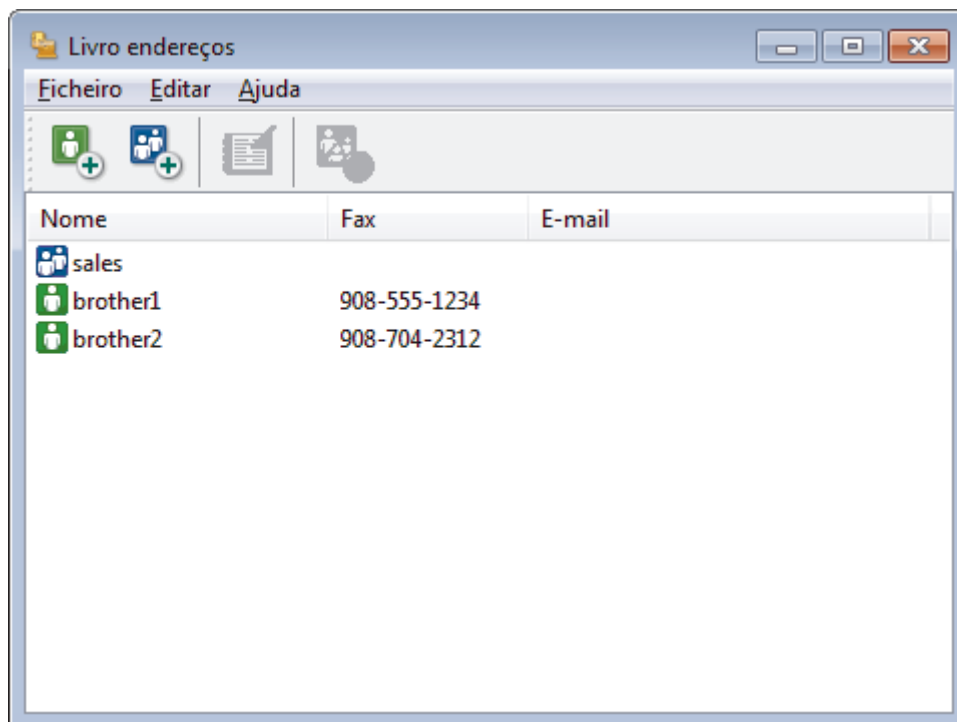 Livro endereços
Ficheiro Editar Ajuda
Nome Fax E-mail
sales
brother1 908-555-1234
brother2 908-704-2312